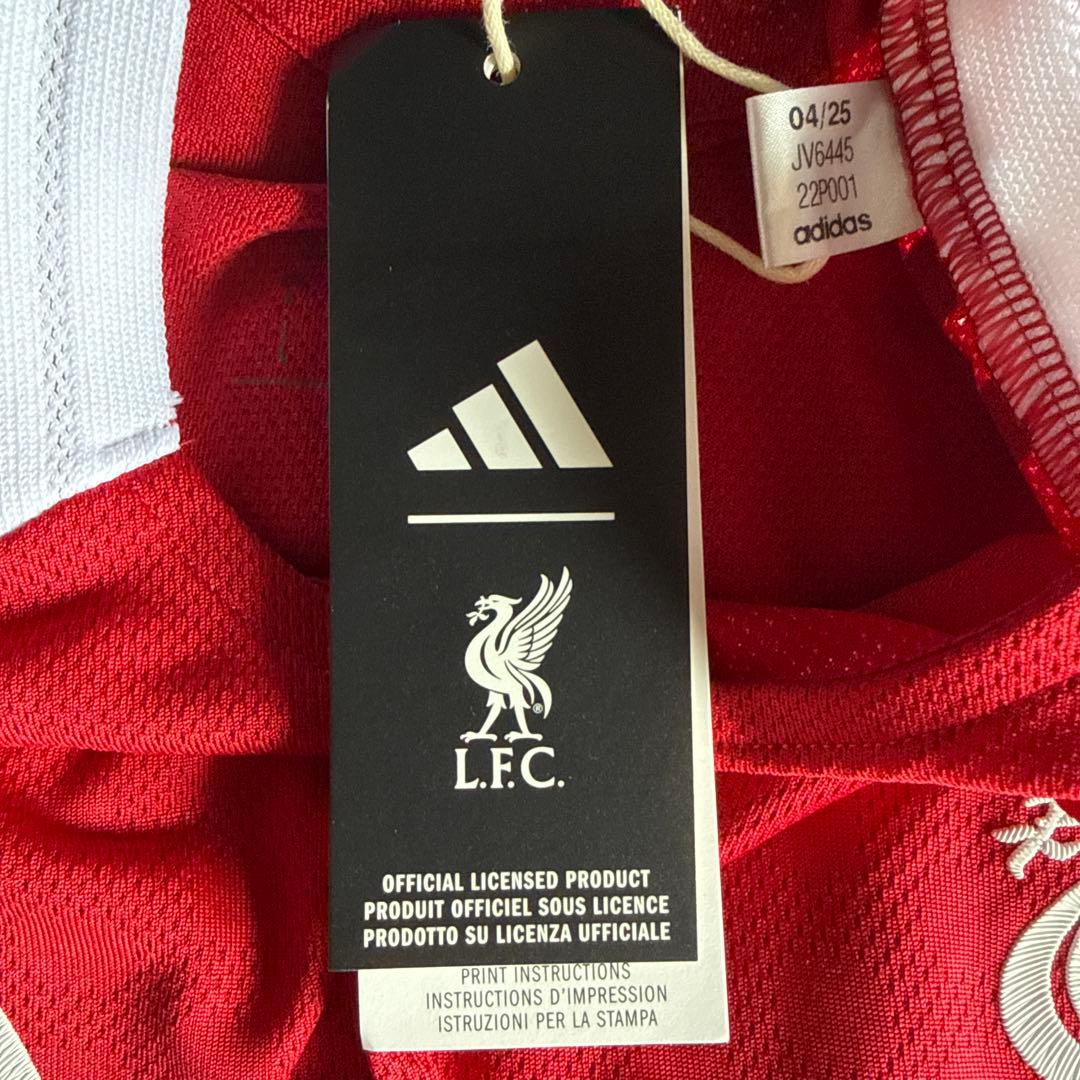 04/25
JV6445
22P001
adidas
L.F.C.
OFFICIAL LICENSED PRODUCT
PRODUIT OFFICIEL SOUS LICENCE
PRODOTTO SU LICENZA UFFICIALE
PRINT INSTRUCTIONS
INSTRUCTIONS D'IMPRESSION
ISTRUZIONI PER LA STAMPA